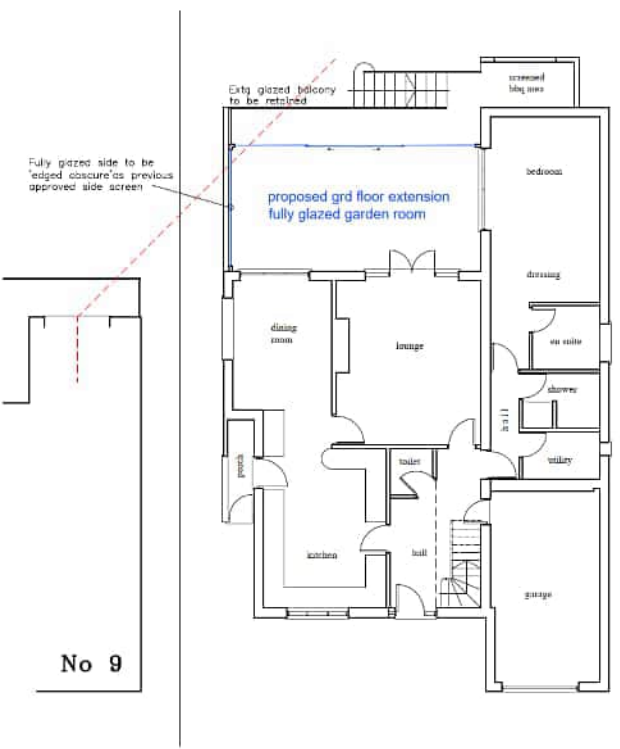 screened
bbq area
Extg glazed balcony
to be retained
Fully glazed side to be
'edged obscure'as previous
approved side screen
proposed grd floor extension
fully glazed garden room
bedroom
dressing
dining
room
lounge
en suite
shower
hall
toilet
utility
porch
kitchen
hall
garage
No 9